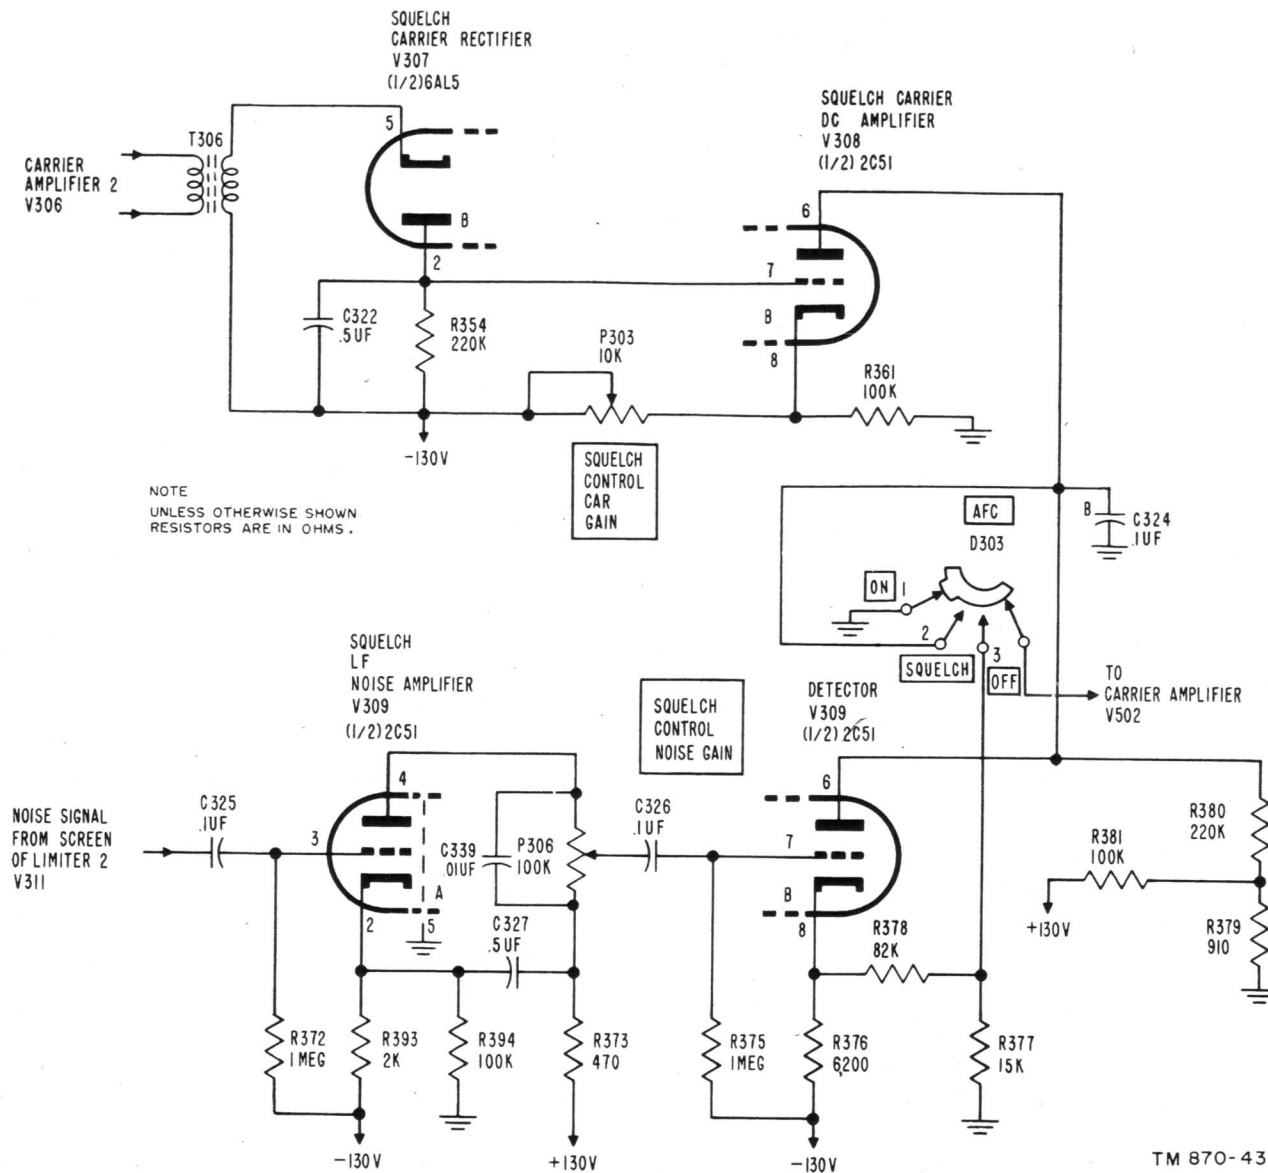 SQUELCH
CARRIER RECTIFIER
V307
(1/2)6AL5
5
T306
CARRIER
AMPLIFIER 2
V306
B
2
C322
.5UF
R354
220K
-130V
SQUELCH CARRIER
DC AMPLIFIER
V308
(1/2) 2C51
6
7
B
8
P303
10K
R361
100K
SQUELCH
CONTROL
CAR
GAIN
NOTE
UNLESS OTHERWISE SHOWN
RESISTORS ARE IN OHMS.
AFC
D303
B
C324
.1UF
ON
1
2
SQUELCH
3
OFF
TO
CARRIER AMPLIFIER
V502
SQUELCH
LF
NOISE AMPLIFIER
V309
(1/2) 2C51
SQUELCH
CONTROL
NOISE GAIN
DETECTOR
V309
(1/2) 2C51
NOISE SIGNAL
FROM SCREEN
OF LIMITER 2
V311
C325
.1UF
3
4
A
2
5
C339
.01UF
P306
100K
C326
.1UF
C327
.5UF
6
7
B
8
R378
82K
R381
100K
+130V
R380
220K
R379
910
R372
1MEG
R393
2K
R394
100K
R373
470
R375
1MEG
R376
6,200
R377
15K
-130V
+130V
-130V
TM 870-43